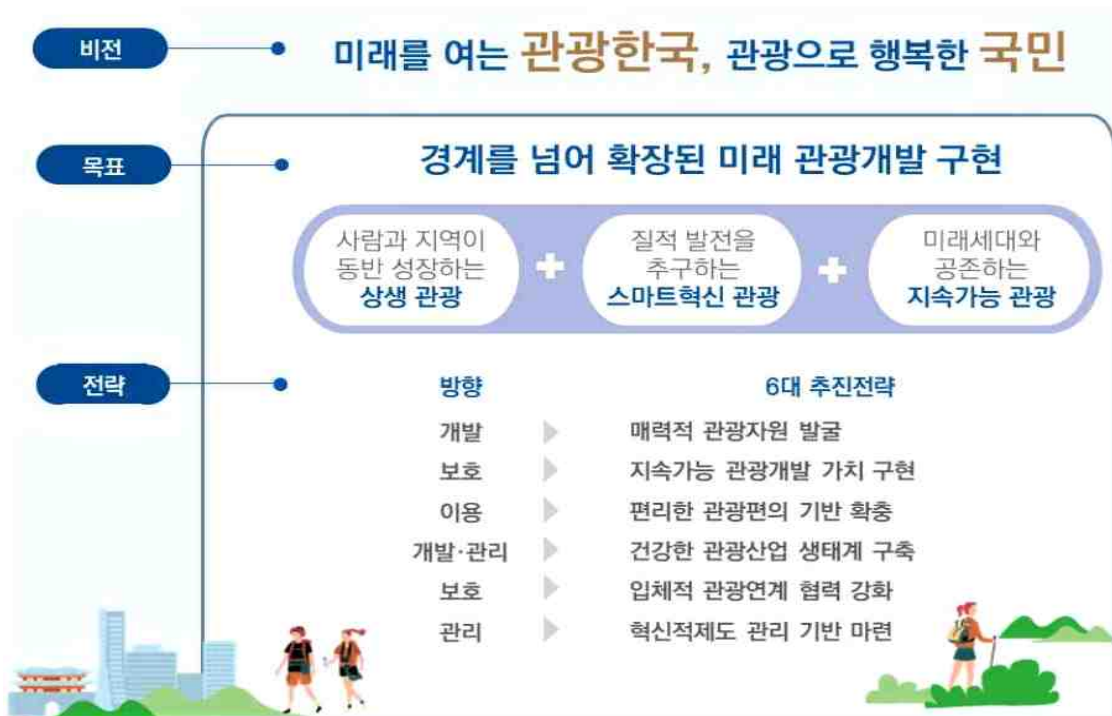 비전
미래를 여는 관광한국, 관광으로 행복한 국민
목표
경계를 넘어 확장된 미래 관광개발 구현
사람과 지역이
동반 성장하는
상생 관광
질적 발전을
추구하는
스마트혁신 관광
미래세대와
공존하는
지속가능 관광
전략
방향 6대 추진전략
개발 매력적 관광자원 발굴
보호 지속가능 관광개발 가치 구현
이용 편리한 관광편의 기반 확충
개발·관리 건강한 관광산업 생태계 구축
보호 입체적 관광연계 협력 강화
관리 혁신적제도 관리 기반 마련